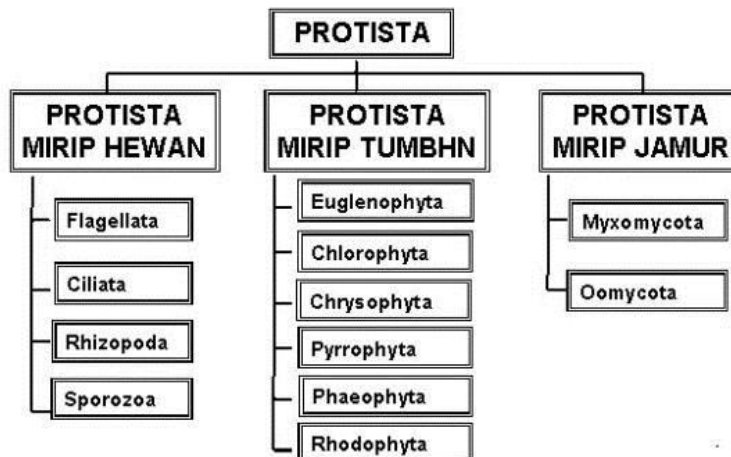 PROTISTA
PROTISTA
MIRIP HEWAN
Flagellata
Ciliata
Rhizopoda
Sporozoa
PROTISTA
MIRIP TUMBHN
Euglenophyta
Chlorophyta
Chrysophyta
Pyrrophyta
Phaeophyta
Rhodophyta
PROTISTA
MIRIP JAMUR
Myxomycota
Oomycota